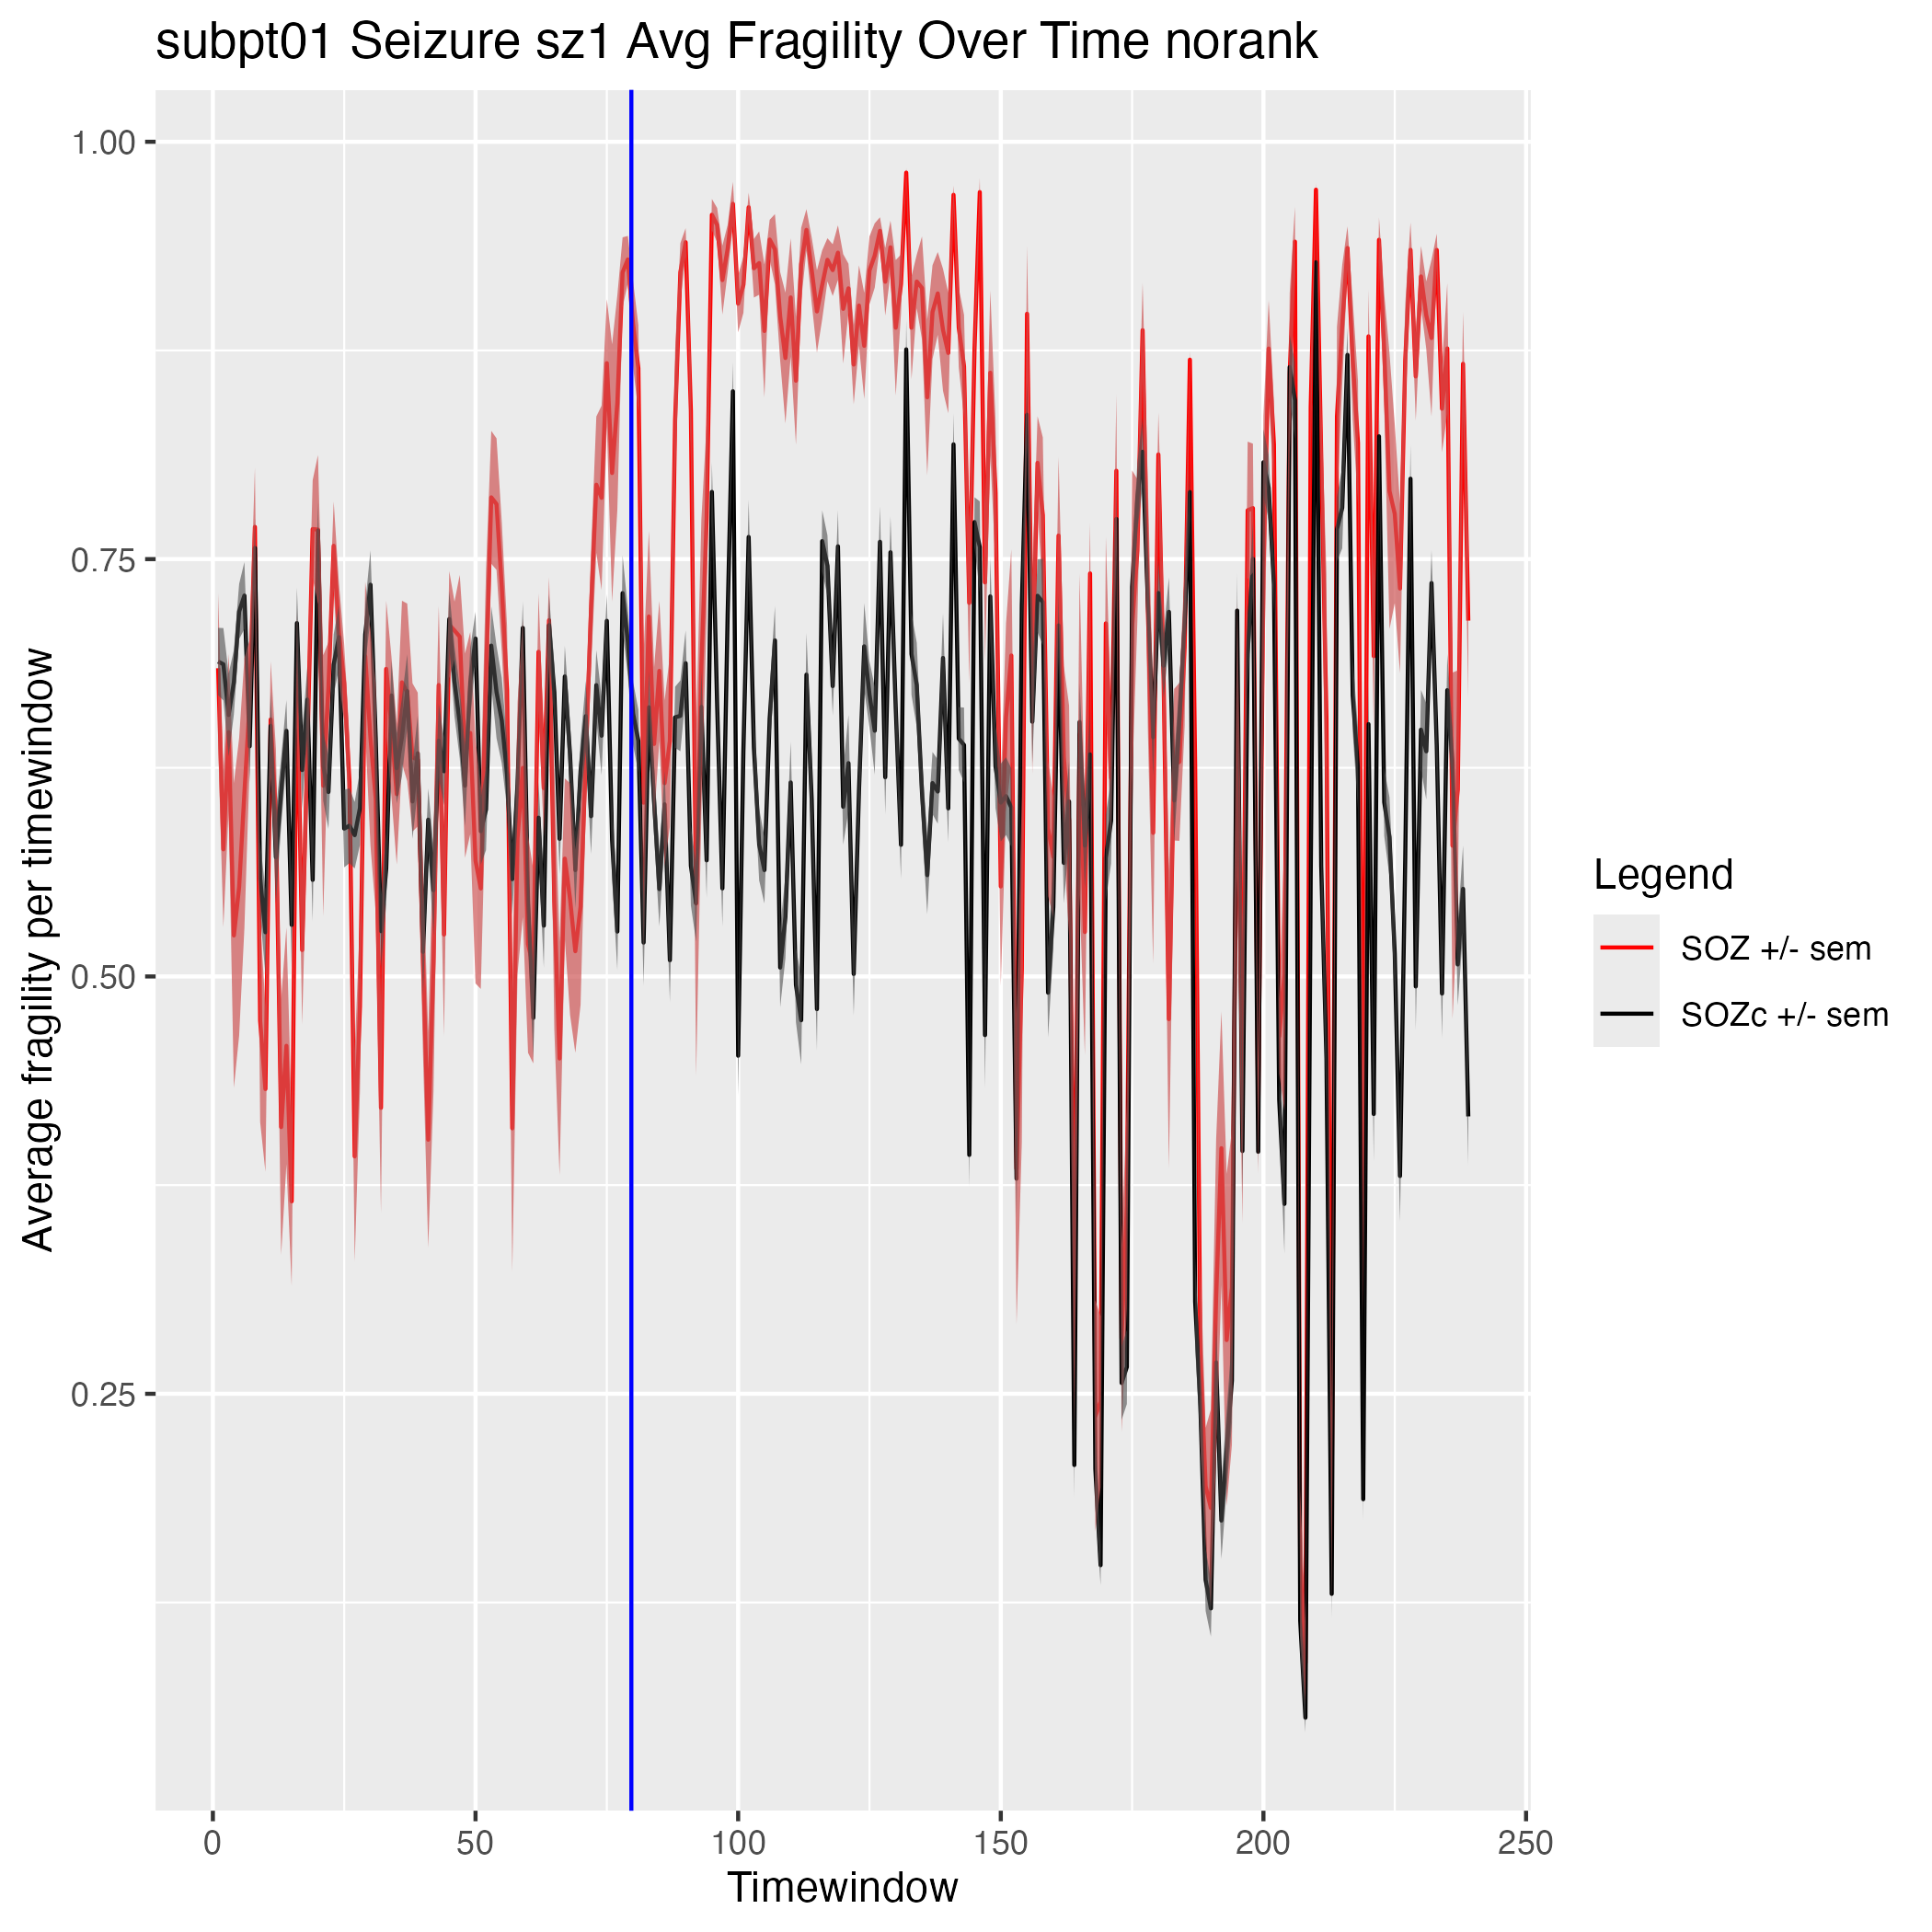 subpt01 Seizure sz1 Avg Fragility Over Time norank
Average fragility per timewindow
1.00
0.75
0.50
0.25
0 50 100 150 200 250
Timewindow
Legend
SOZ +/- sem
SOZc +/- sem